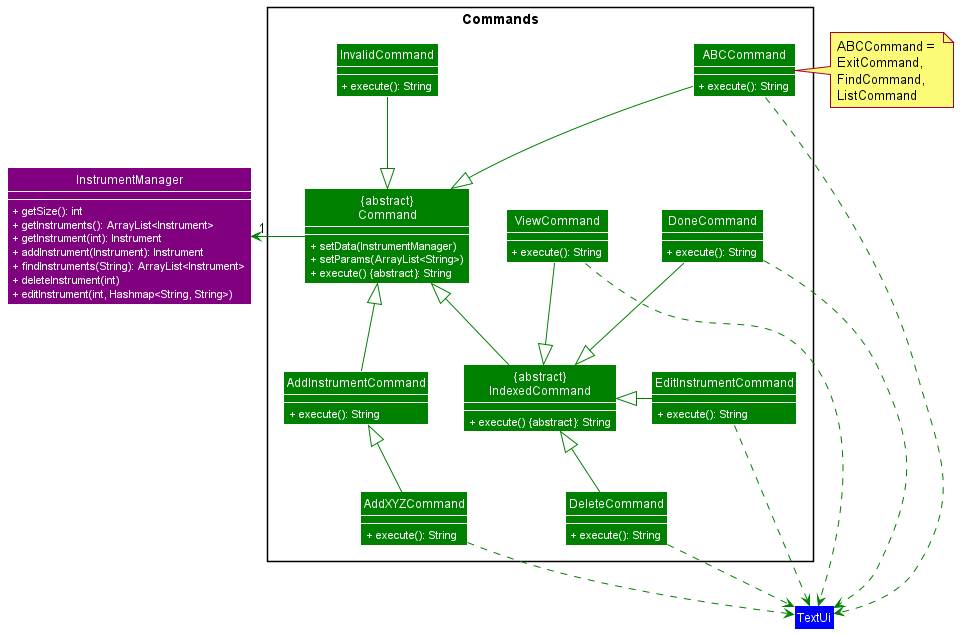 Commands
InvalidCommand
+ execute(): String
ABCCommand
+ execute(): String
ABCCommand =
ExitCommand,
FindCommand,
ListCommand
InstrumentManager
+ getSize(): int
+ getInstruments(): ArrayList<Instrument>
+ getInstrument(int): Instrument
+ addInstrument(Instrument): Instrument
+ findInstruments(String): ArrayList<Instrument>
+ deleteInstrument(int)
+ editInstrument(int, Hashmap<String, String>)
1
{abstract}
Command
+ setData(InstrumentManager)
+ setParams(ArrayList<String>)
+ execute() {abstract}: String
ViewCommand
+ execute(): String
DoneCommand
+ execute(): String
AddInstrumentCommand
+ execute(): String
{abstract}
IndexedCommand
+ execute() {abstract}: String
EditInstrumentCommand
+ execute(): String
AddXYZCommand
+ execute(): String
DeleteCommand
+ execute(): String
TextUi